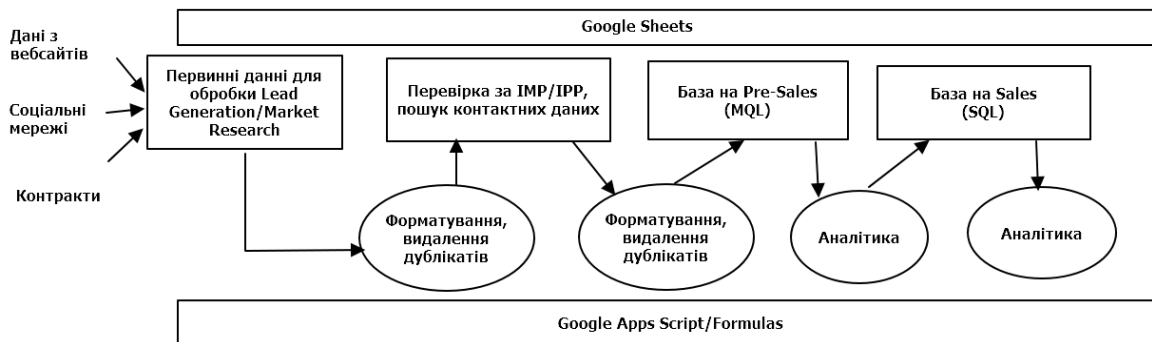 Google Sheets
Дані з
вебсайтів
Соціальні
мережі
Контракти
Первинні данні для
обробки Lead
Generation/Market
Research
Перевірка за IMP/IPP,
пошук контактних даних
База на Pre-Sales
(MQL)
База на Sales
(SQL)
Форматування,
видалення
дублікатів
Форматування,
видалення
дублікатів
Аналітика
Аналітика
Google Apps Script/Formulas